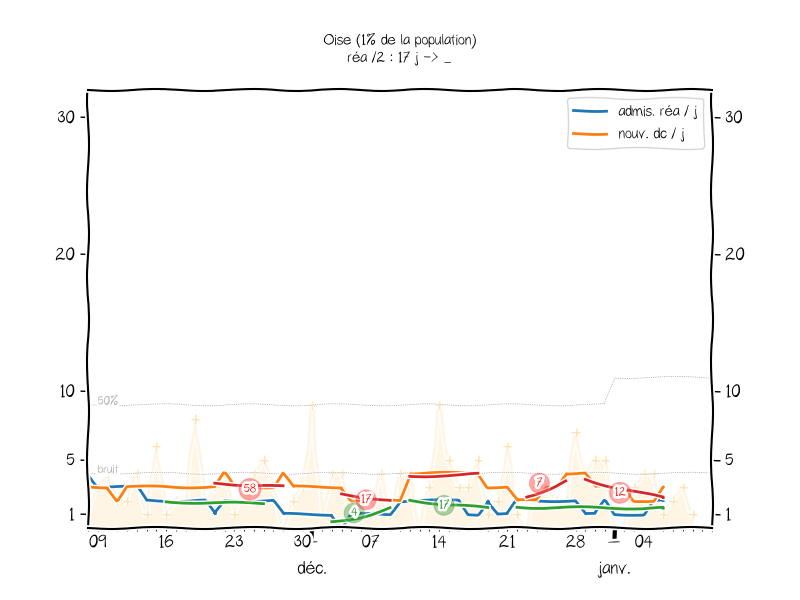 Oise (1% de la population)
réa /2 : 17 j -> _
admis. réa / j
nouv. dc / j
30 30
20 20
10 10
50%
5 5
bruit
58 17 4 17 7 12
1 1
09 16 23 30 07 14 21 28 04
déc. janv.